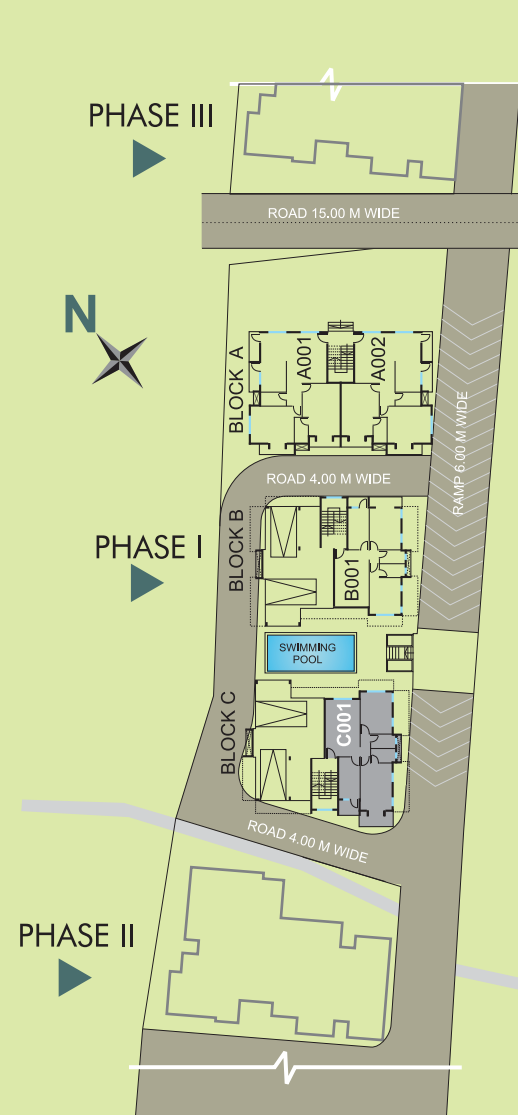 PHASE III
ROAD 15.00 M WIDE
N
BLOCK A
A001
A002
RAMP 6.00 M WIDE
ROAD 4.00 M WIDE
PHASE I
BLOCK B
B001
SWIMMING
POOL
BLOCK C
C001
ROAD 4.00 M WIDE
PHASE II